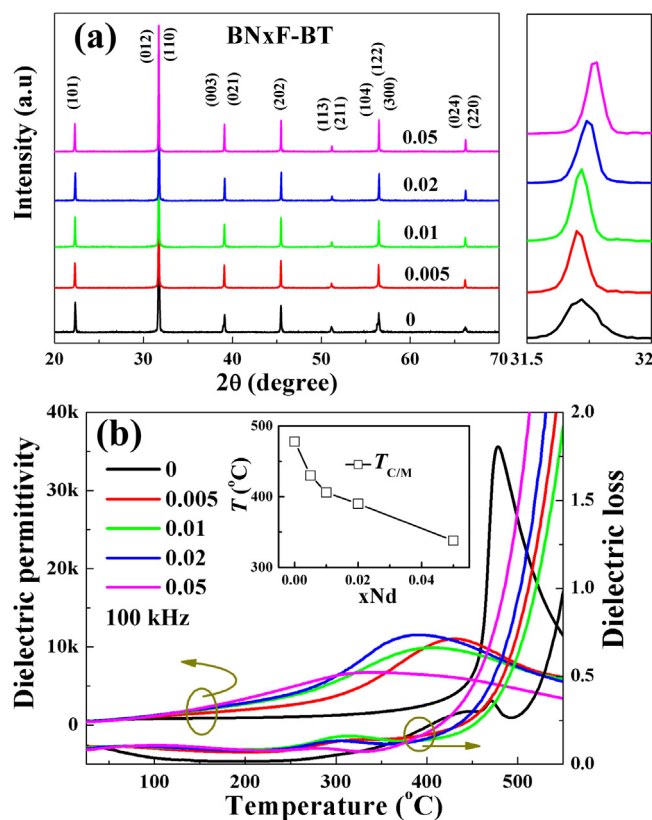 (a) BNxF-BT
Intensity (a.u)
(101)
(012)
(110)
(003)
(021)
(202)
(113)
(211)
(104)
(122)
(300)
(024)
(220)
0.05
0.02
0.01
0.005
0
20 30 40 50 60 70
2θ (degree)
31.5 32
(b)
Dielectric permittivity
40k
30k
20k
10k
0
0
0.005
0.01
0.02
0.05
100 kHz
T (°C)
500
400
300
T C/M
0.00 0.02 0.04
xNd
2.0
1.5
1.0
0.5
0.0
Dielectric loss
100 200 300 400 500
Temperature (°C)